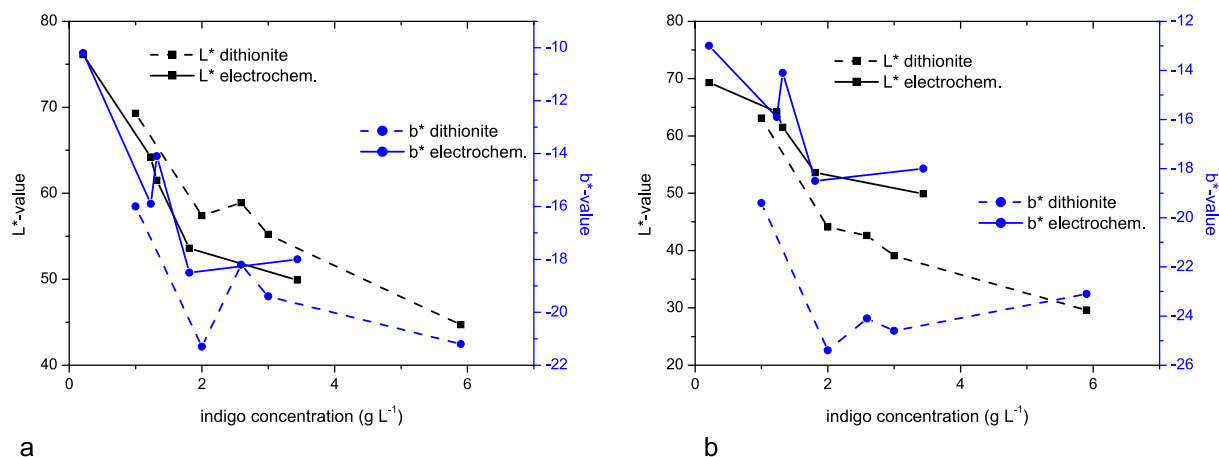 80
70
60
50
40
L*-value
L* dithionite
L* electrochem.
b* dithionite
b* electrochem.
-10
-12
-14
-16
-18
-20
-22
b*-value
0
2
4
6
indigo concentration (g L⁻¹)
a
80
70
60
50
40
30
20
L*-value
L* dithionite
L* electrochem.
b* dithionite
b* electrochem.
-12
-14
-16
-18
-20
-22
-24
-26
b*-value
0
2
4
6
indigo concentration (g L⁻¹)
b